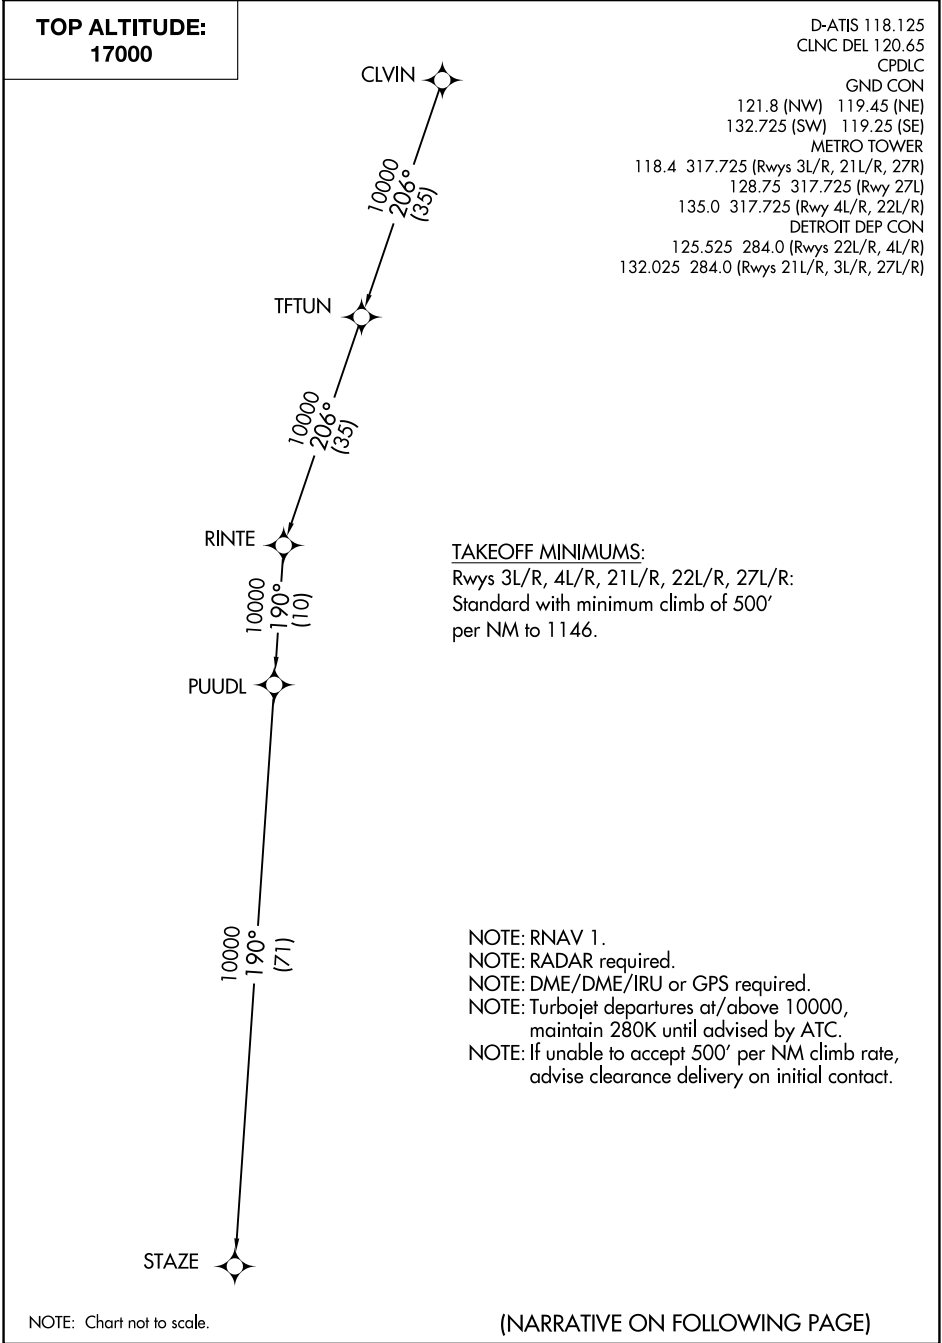 TOP ALTITUDE:
17000
D-ATIS 118.125
CLNC DEL 120.65
CPDLC
GND CON
121.8 (NW) 119.45 (NE)
132.725 (SW) 119.25 (SE)
METRO TOWER
118.4 317.725 (Rwys 3L/R, 21L/R, 27R)
128.75 317.725 (Rwy 27L)
135.0 317.725 (Rwy 4L/R, 22L/R)
DETROIT DEP CON
125.525 284.0 (Rwys 22L/R, 4L/R)
132.025 284.0 (Rwys 21L/R, 3L/R, 27L/R)
CLVIN
10000
206°
(35)
TFTUN
10000
206°
(35)
RINTE
10000
190°
(10)
PUUDL
10000
190°
(71)
STAZE
TAKEOFF MINIMUMS:
Rwys 3L/R, 4L/R, 21L/R, 22L/R, 27L/R:
Standard with minimum climb of 500'
per NM to 1146.
NOTE: RNAV 1.
NOTE: RADAR required.
NOTE: DME/DME/IRU or GPS required.
NOTE: Turbojet departures at/above 10000,
maintain 280K until advised by ATC.
NOTE: If unable to accept 500' per NM climb rate,
advise clearance delivery on initial contact.
NOTE: Chart not to scale.
(NARRATIVE ON FOLLOWING PAGE)